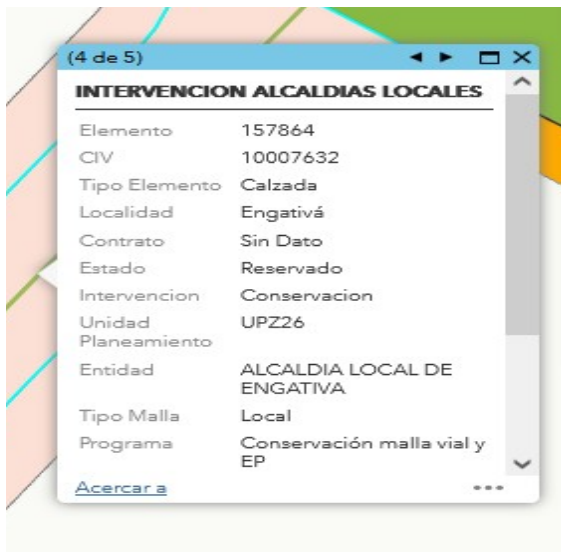 (4 de 5)
INTERVENCION ALCALDIAS LOCALES
Elemento 157864
CIV 10007632
Tipo Elemento Calzada
Localidad Engativá
Contrato Sin Dato
Estado Reservado
Intervencion Conservacion
Unidad Planeamiento UPZ26
Entidad ALCALDIA LOCAL DE
ENGATIVA
Tipo Malla Local
Programa Conservación malla vial y
EP
Acercar a